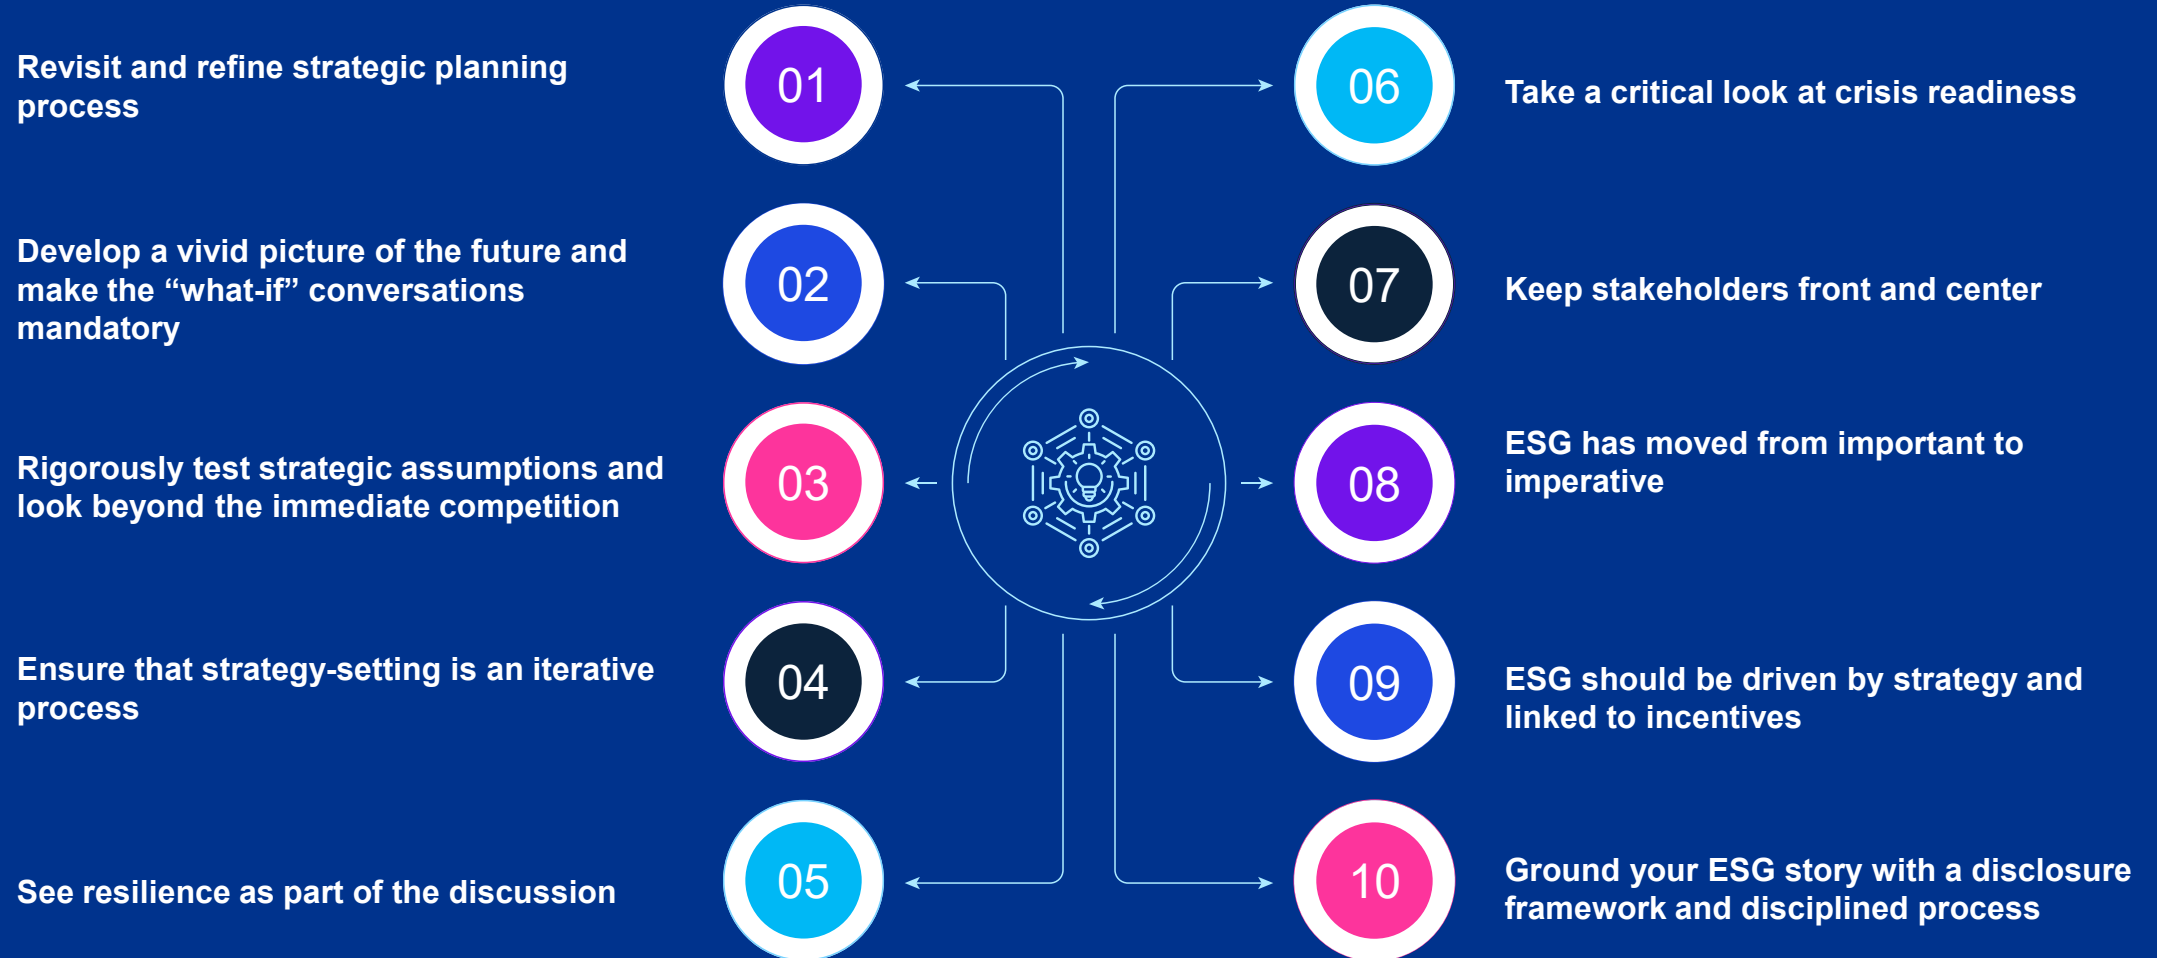 01
Revisit and refine strategic planning
process
02
Develop a vivid picture of the future and
make the “what-if” conversations
mandatory
03
Rigorously test strategic assumptions and
look beyond the immediate competition
04
Ensure that strategy-setting is an iterative
process
05
See resilience as part of the discussion
06
Take a critical look at crisis readiness
07
Keep stakeholders front and center
08
ESG has moved from important to
imperative
09
ESG should be driven by strategy and
linked to incentives
10
Ground your ESG story with a disclosure
framework and disciplined process